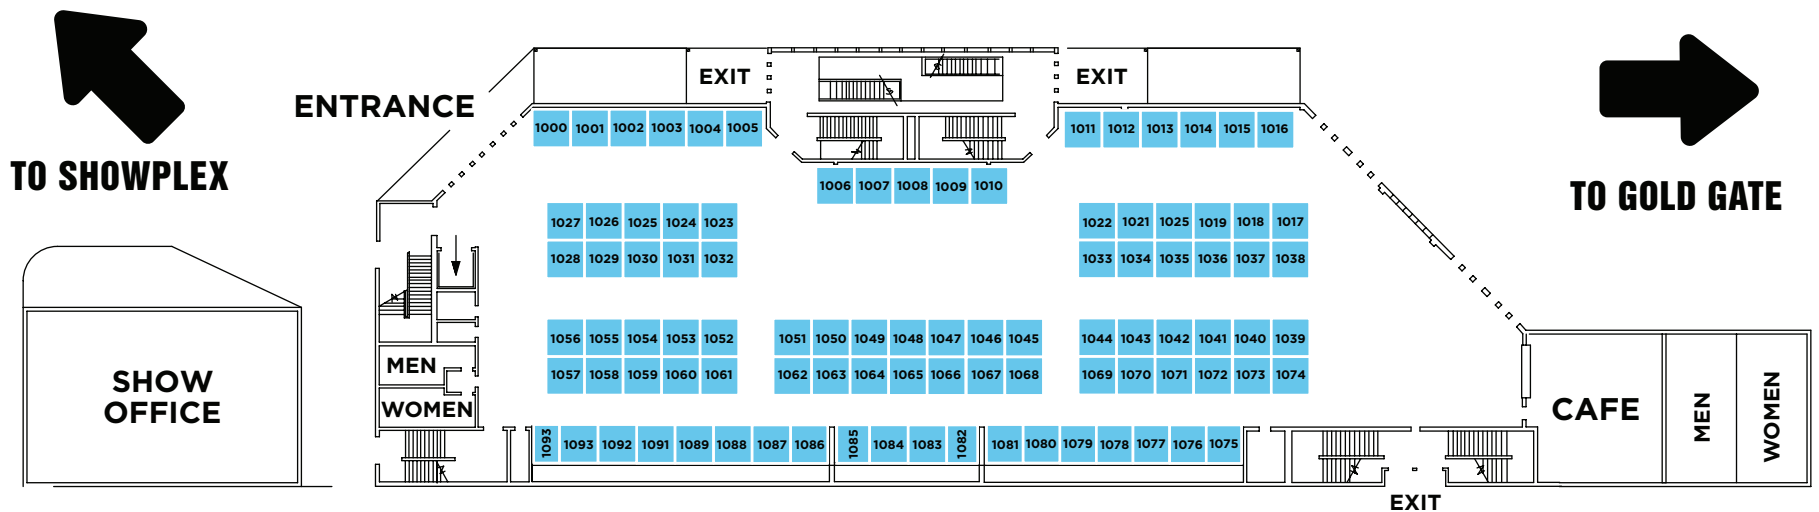 EXIT
EXIT
ENTRANCE
1000 1001 1002 1003 1004 1005
1011 1012 1013 1014 1015 1016
TO SHOWPLEX
1006 1007 1008 1009 1010
TO GOLD GATE
1027 1026 1025 1024 1023
1022 1021 1025 1019 1018 1017
1028 1029 1030 1031 1032
1033 1034 1035 1036 1037 1038
1056 1055 1054 1053 1052
1051 1050 1049 1048 1047 1046 1045
1044 1043 1042 1041 1040 1039
MEN
1057 1058 1059 1060 1061
1062 1063 1064 1065 1066 1067 1068
1069 1070 1071 1072 1073 1074
SHOW
OFFICE
WOMEN
CAFE
MEN
WOMEN
1093 1093 1092 1091 1089 1088 1087 1086
1085 1084 1083 1082
1081 1080 1079 1078 1077 1076 1075
EXIT